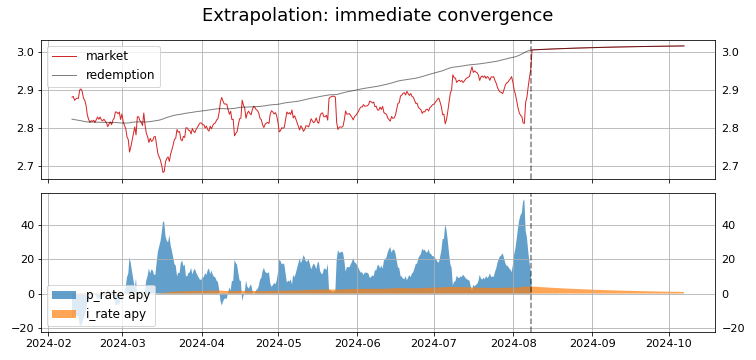 Extrapolation: immediate convergence
3.0 3.0
market
redemption
2.9 2.9
2.8 2.8
2.7 2.7
40 40
20 20
p_rate apy
0 0
i_rate apy
−20 −20
2024-02 2024-03 2024-04 2024-05 2024-06 2024-07 2024-08 2024-09 2024-10